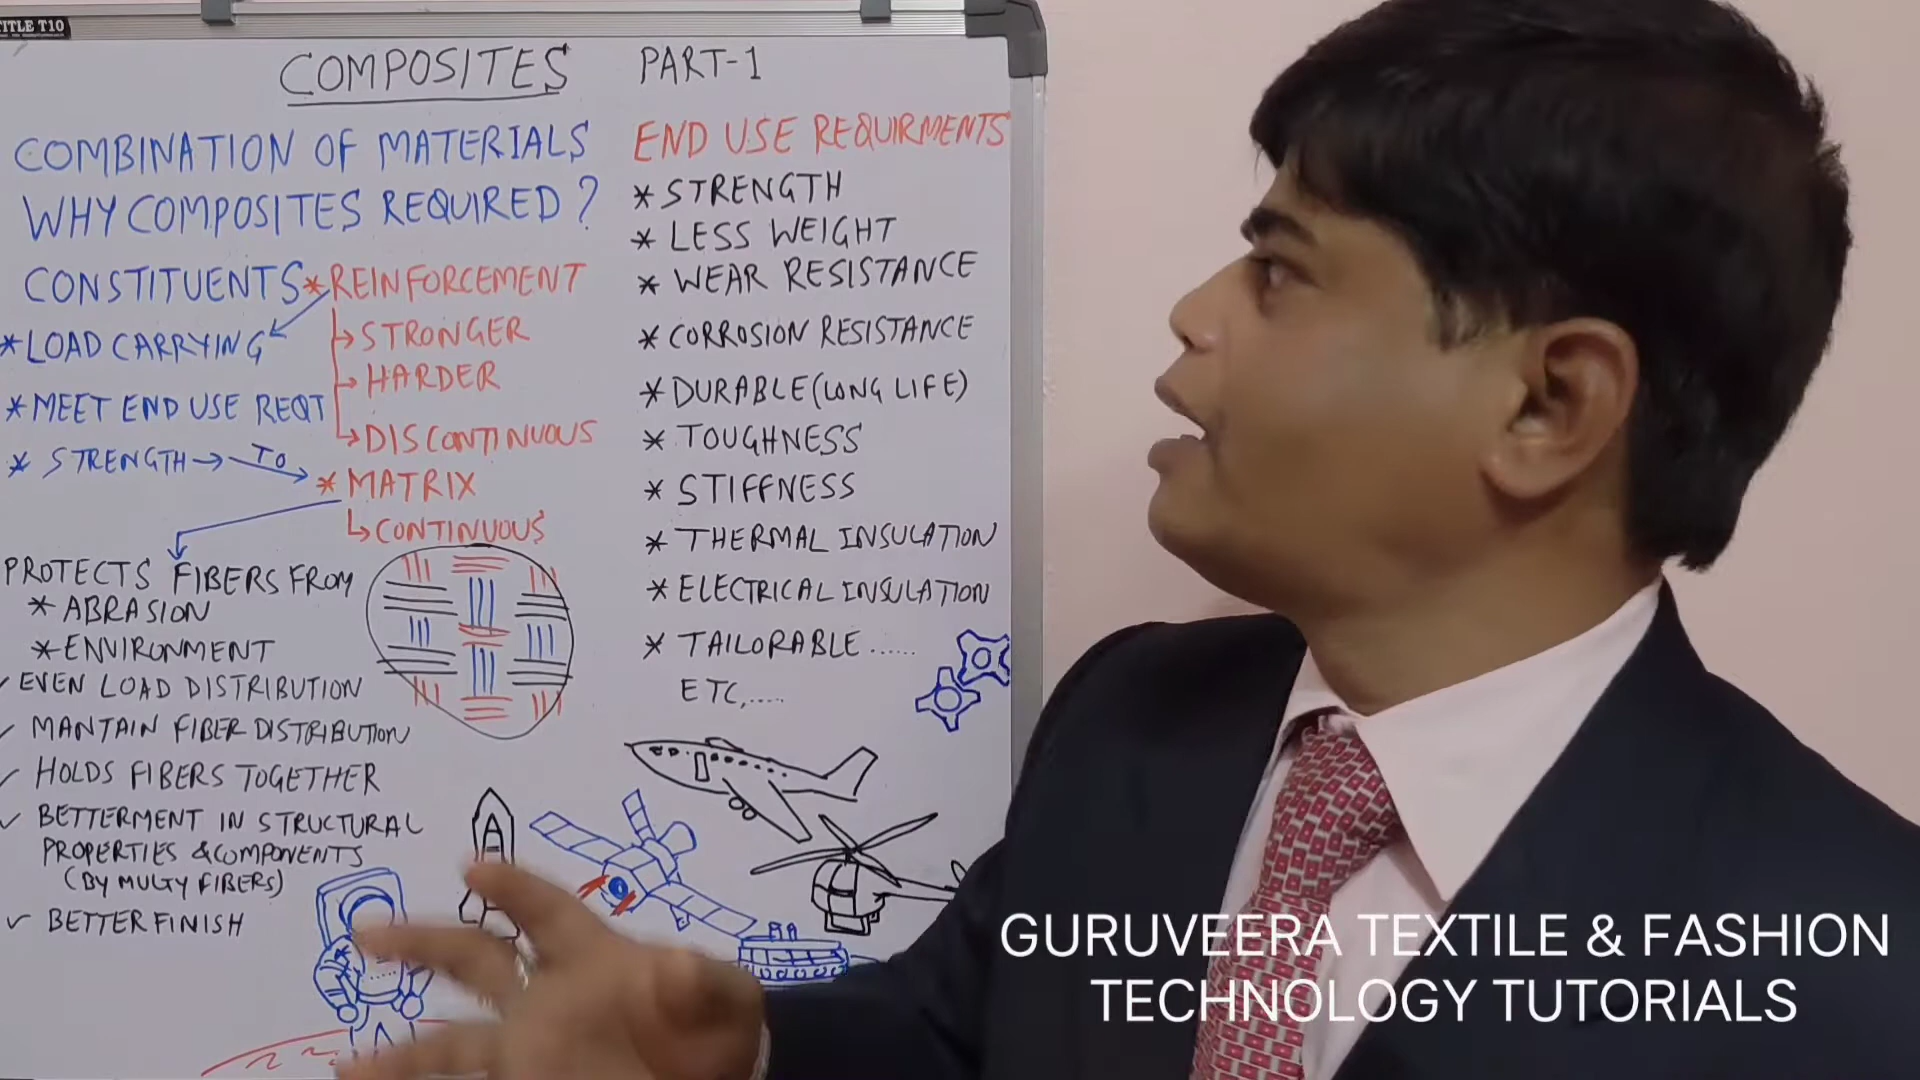 TITLE T10
COMPOSITES PART-1
COMBINATION OF MATERIALS
WHY COMPOSITES REQUIRED ?
CONSTITUENTS * REINFORCEMENT
* LOAD CARRYING
→ STRONGER
→ HARDER
* MEET END USE REQT
→ DISCONTINUOUS
* STRENGTH → TO → * MATRIX
→ CONTINUOUS
PROTECTS FIBERS FROM
* ABRASION
* ENVIRONMENT
✓ EVEN LOAD DISTRIBUTION
✓ MANTAIN FIBER DISTRIBUTION
✓ HOLDS FIBERS TOGETHER
✓ BETTERMENT IN STRUCTURAL
PROPERTIES & COMPONENTS
(BY MULTY FIBERS)
✓ BETTER FINISH
END USE REQUIRMENTS
* STRENGTH
* LESS WEIGHT
* WEAR RESISTANCE
* CORROSION RESISTANCE
* DURABLE (LONG LIFE)
* TOUGHNESS
* STIFFNESS
* THERMAL INSULATION
* ELECTRICAL INSULATION
* TAILORABLE ......
ETC,.....
GURUVEERA TEXTILE & FASHION
TECHNOLOGY TUTORIALS